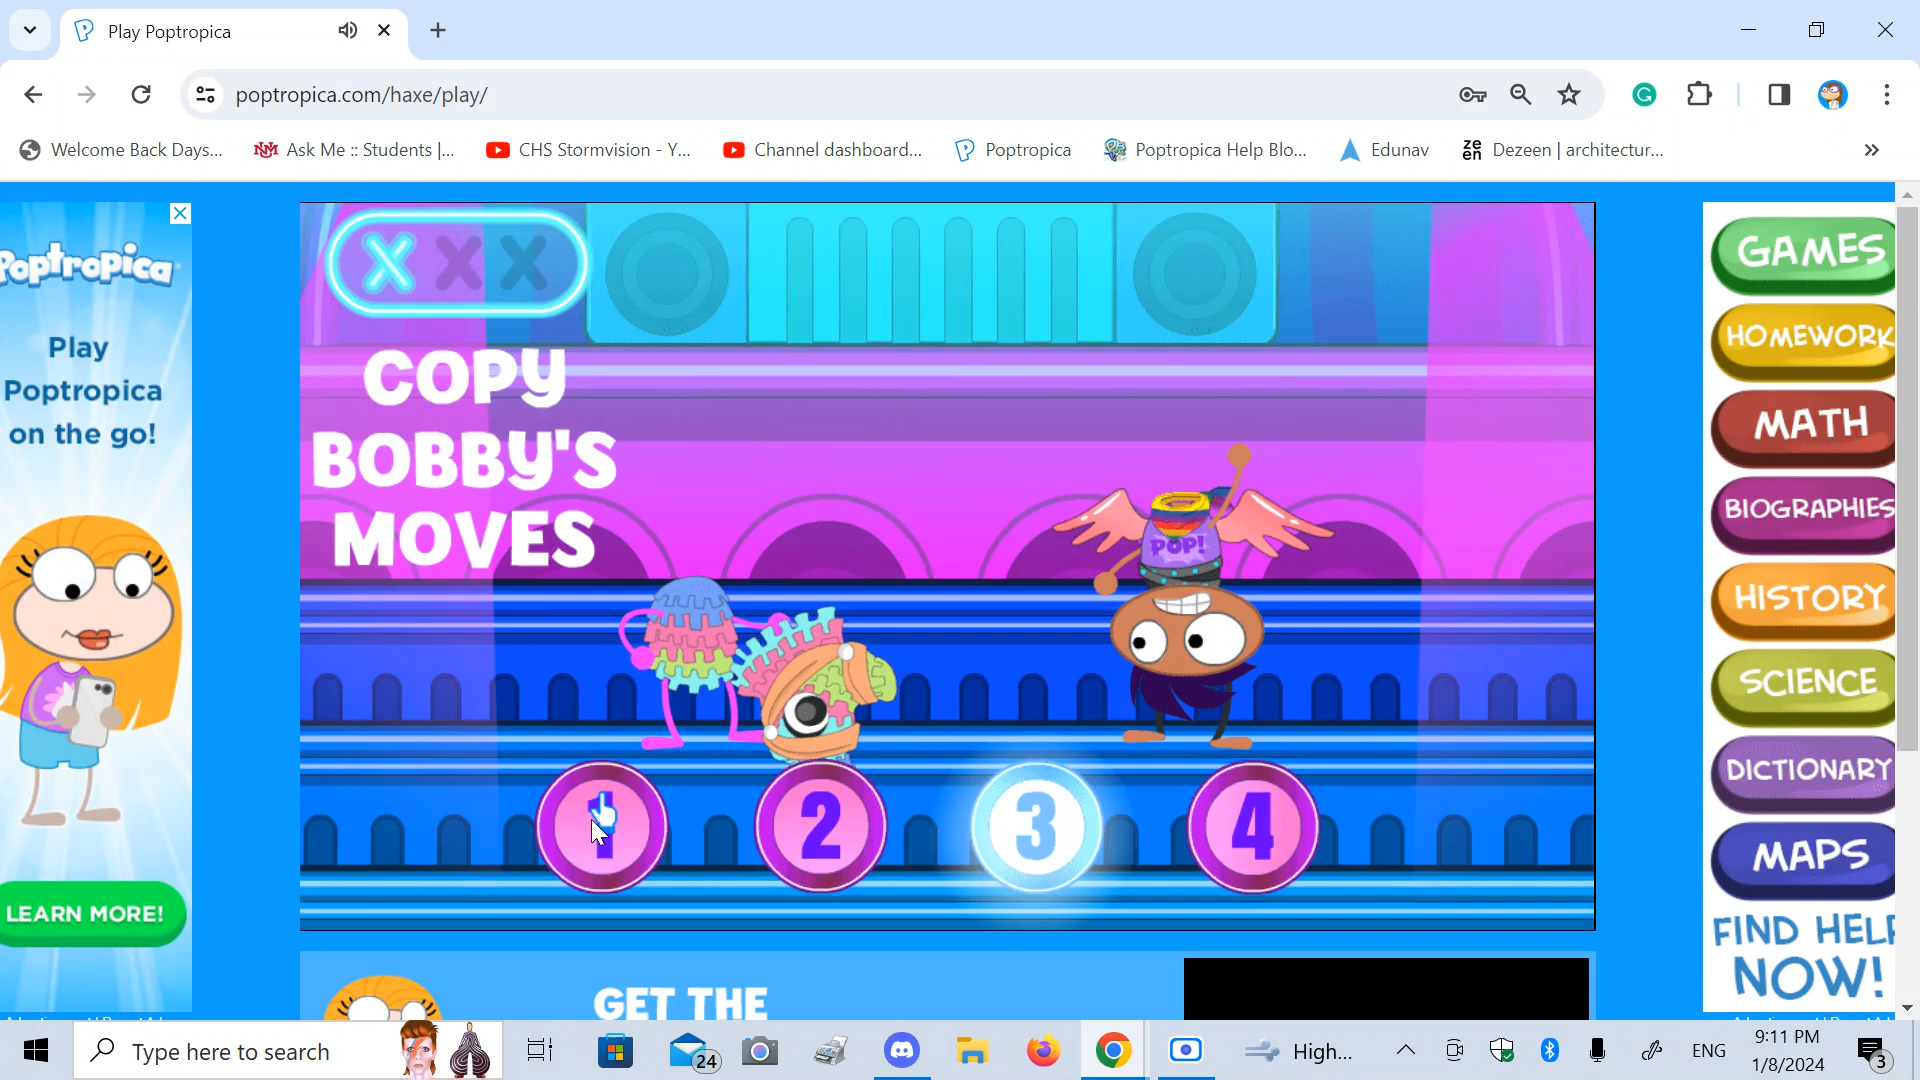 Play Poptropica
poptropica.com/haxe/play/
Welcome Back Days...
NM Ask Me :: Students |...
CHS Stormvision - Y...
Channel dashboard...
Poptropica
Poptropica Help Blo...
Edunav
ze en Dezeen | architectur...
Poptropica
Play
Poptropica
on the go!
LEARN MORE!
X X X
COPY
BOBBY'S
MOVES
POP!
1 2 3 4
GET THE
GAMES
HOMEWORK
MATH
BIOGRAPHIES
HISTORY
SCIENCE
DICTIONARY
MAPS
FIND HELP
NOW!
Type here to search
24
High...
ENG
9:11 PM
1/8/2024
3